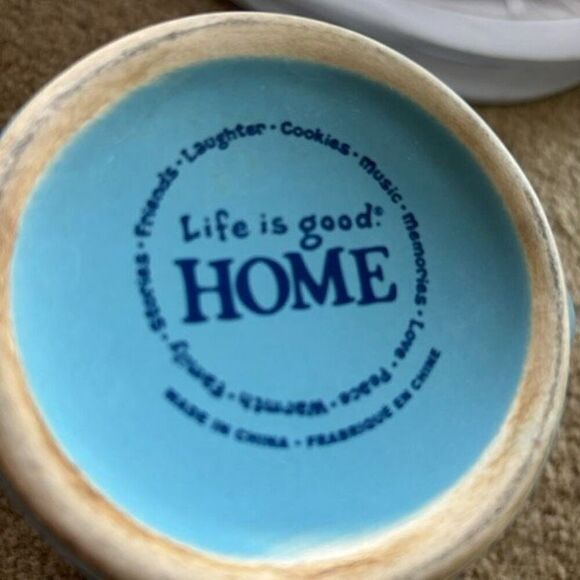 Life is good.®
HOME
Friends · Laughter · Cookies · Music · Memories · Love · Peace · Warmth · Family · Stories ·
MADE IN CHINA · FRABRIQUE EN CHINE